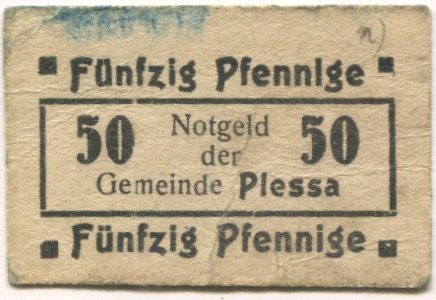 n)
Fünfzig Pfennige
50 Notgeld 50
der
Gemeinde Plessa
Fünfzig Pfennige